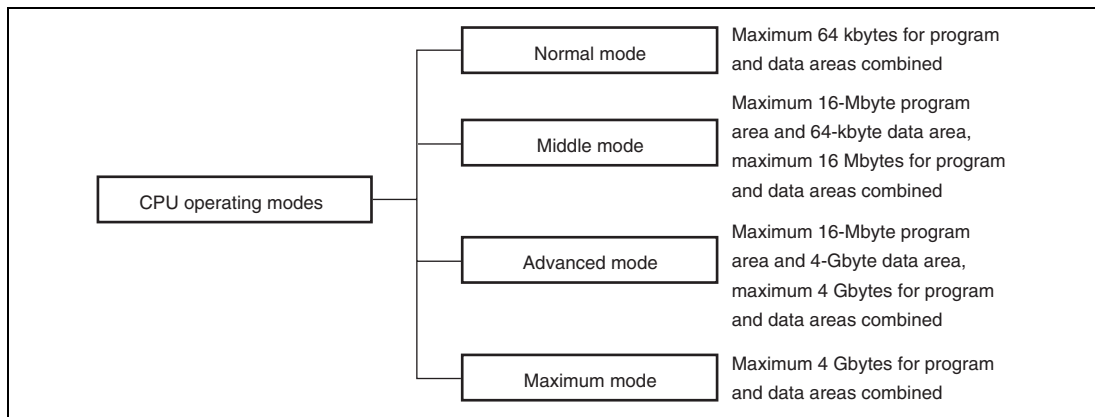 CPU operating modes
Normal mode
Maximum 64 kbytes for program
and data areas combined
Middle mode
Maximum 16-Mbyte program
area and 64-kbyte data area,
maximum 16 Mbytes for program
and data areas combined
Advanced mode
Maximum 16-Mbyte program
area and 4-Gbyte data area,
maximum 4 Gbytes for program
and data areas combined
Maximum mode
Maximum 4 Gbytes for program
and data areas combined